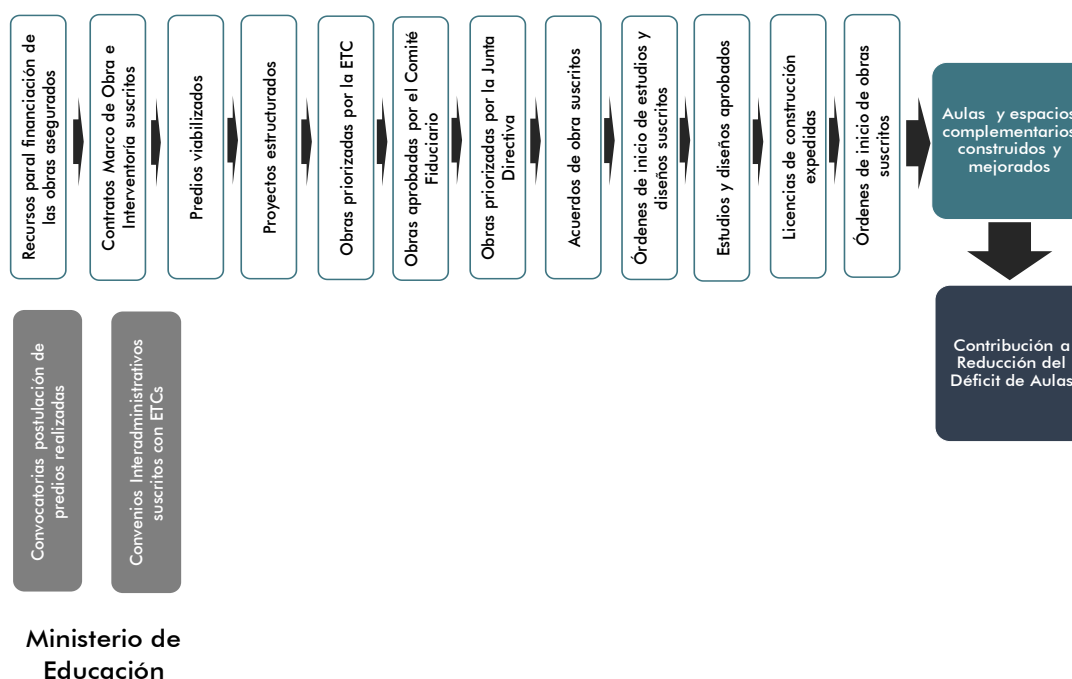 Recursos paral financiación de
las obras asegurados
Contratos Marco de Obra e
Interventoría suscritos
Predios viabilizados
Proyectos estructurados
Obras priorizadas por la ETC
Obras aprobadas por el Comité
Fiduciario
Obras priorizadas por la Junta
Directiva
Acuerdos de obra suscritos
Órdenes de inicio de estudios y
diseños suscritos
Estudios y diseños aprobados
Licencias de construcción
expedidas
Órdenes de inicio de obras
suscritos
Aulas y espacios
complementarios
construidos y
mejorados
Contribución a
Reducción del
Déficit de Aulas
Convocatorias postulación de
predios realizadas
Convenios Interadministrativos
suscritos con ETCs
Ministerio de
Educación